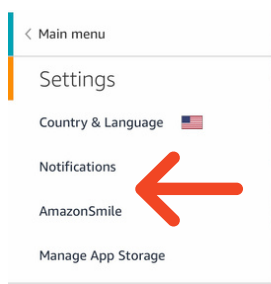 Main menu
Settings
Country & Language
Notifications
AmazonSmile
Manage App Storage